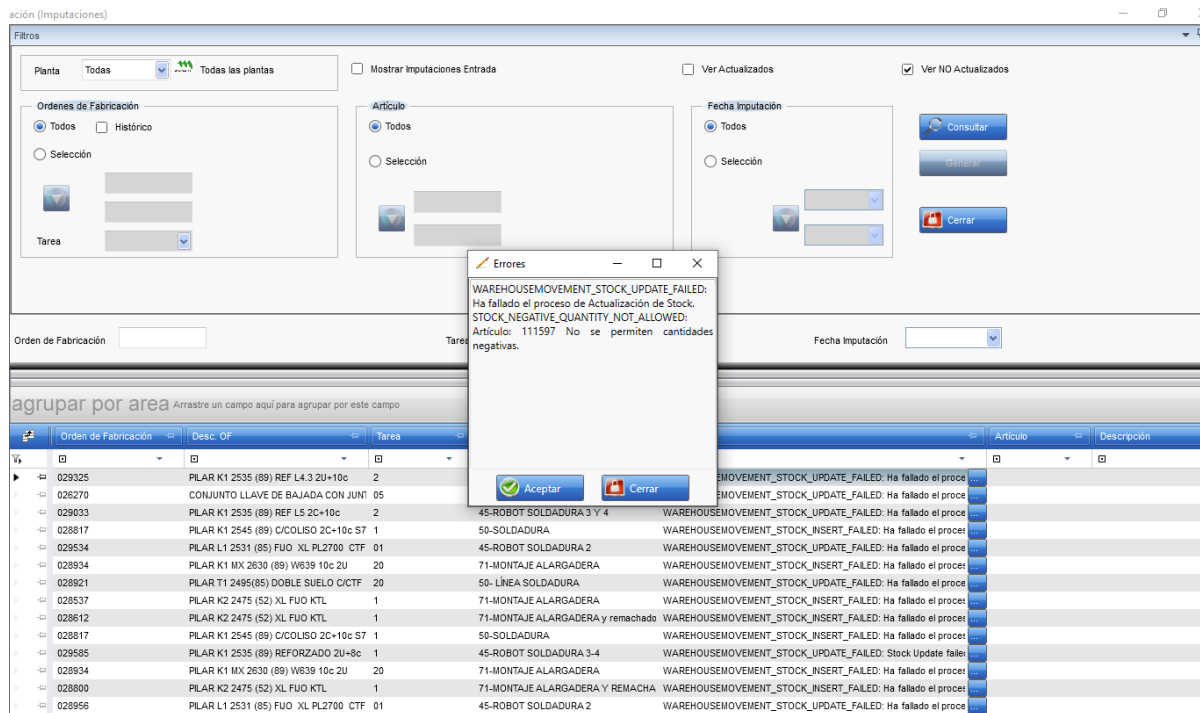 ación (Imputaciones)
Filtros
Planta Todas Todas las plantas Mostrar Imputaciones Entrada Ver Actualizados Ver NO Actualizados
Ordenes de Fabricación Artículo Fecha Imputación
Todos Histórico Todos Todos Consultar
Selección Selección Selección Generar
Tarea Cerrar
Errores
WAREHOUSEMOVEMENT_STOCK_UPDATE_FAILED:
Ha fallado el proceso de Actualización de Stock.
STOCK_NEGATIVE_QUANTITY_NOT_ALLOWED:
Artículo: 111597 No se permiten cantidades
negativas.
Aceptar Cerrar
Orden de Fabricación Tarea Fecha Imputación
agrupar por area Arrastre un campo aquí para agrupar por este campo
Orden de Fabricación Desc. OF Tarea Artículo Descripción
029325 PILAR K1 2535 (89) REF L4.3 2U+10c 2 EMOVEMENT_STOCK_UPDATE_FAILED: Ha fallado el proce ...
026270 CONJUNTO LLAVE DE BAJADA CON JUNT 05 EMOVEMENT_STOCK_UPDATE_FAILED: Ha fallado el proce ...
029033 PILAR K1 2535 (89) REF L5 2C+10c 2 45-ROBOT SOLDADURA 3 Y 4 WAREHOUSEMOVEMENT_STOCK_UPDATE_FAILED: Ha fallado el proce ...
028817 PILAR K1 2545 (89) C/COLISO 2C+10c S7 1 50-SOLDADURA WAREHOUSEMOVEMENT_STOCK_INSERT_FAILED: Ha fallado el proces ...
029534 PILAR L1 2531 (85) FIJO XL PL2700 CTF 01 45-ROBOT SOLDADURA 2 WAREHOUSEMOVEMENT_STOCK_UPDATE_FAILED: Ha fallado el proce ...
028934 PILAR K1 MX 2630 (89) W639 10c 2U 20 71-MONTAJE ALARGADERA WAREHOUSEMOVEMENT_STOCK_INSERT_FAILED: Ha fallado el proces ...
028921 PILAR T1 2495(85) DOBLE SUELO C/CTF 20 50- LÍNEA SOLDADURA WAREHOUSEMOVEMENT_STOCK_UPDATE_FAILED: Ha fallado el proce ...
028537 PILAR K2 2475 (52) XL FIJO KTL 1 71-MONTAJE ALARGADERA WAREHOUSEMOVEMENT_STOCK_INSERT_FAILED: Ha fallado el proces ...
028612 PILAR K2 2475 (52) XL FIJO KTL 1 71-MONTAJE ALARGADERA y remachado WAREHOUSEMOVEMENT_STOCK_INSERT_FAILED: Ha fallado el proces ...
028817 PILAR K1 2545 (89) C/COLISO 2C+10c S7 1 50-SOLDADURA WAREHOUSEMOVEMENT_STOCK_INSERT_FAILED: Ha fallado el proces ...
029585 PILAR K1 2535 (89) REFORZADO 2U+8c 1 45-ROBOT SOLDADURA 3-4 WAREHOUSEMOVEMENT_STOCK_UPDATE_FAILED: Stock Update faile ...
028934 PILAR K1 MX 2630 (89) W639 10c 2U 20 71-MONTAJE ALARGADERA WAREHOUSEMOVEMENT_STOCK_INSERT_FAILED: Ha fallado el proces ...
028800 PILAR K2 2475 (52) XL FIJO KTL 1 71-MONTAJE ALARGADERA Y REMACHA WAREHOUSEMOVEMENT_STOCK_INSERT_FAILED: Ha fallado el proces ...
028956 PILAR L1 2531 (85) FIJO XL PL2700 CTF 01 45-ROBOT SOLDADURA 2 WAREHOUSEMOVEMENT_STOCK_UPDATE_FAILED: Ha fallado el proce ...